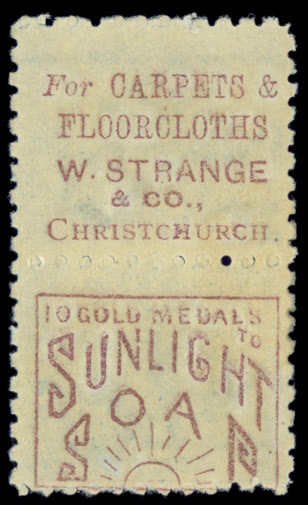 For CARPETS &
FLOORCLOTHS
W. STRANGE
& CO.,
CHRISTCHURCH.
10 GOLD MEDALS
TO
SUNLIGHT
SOAP